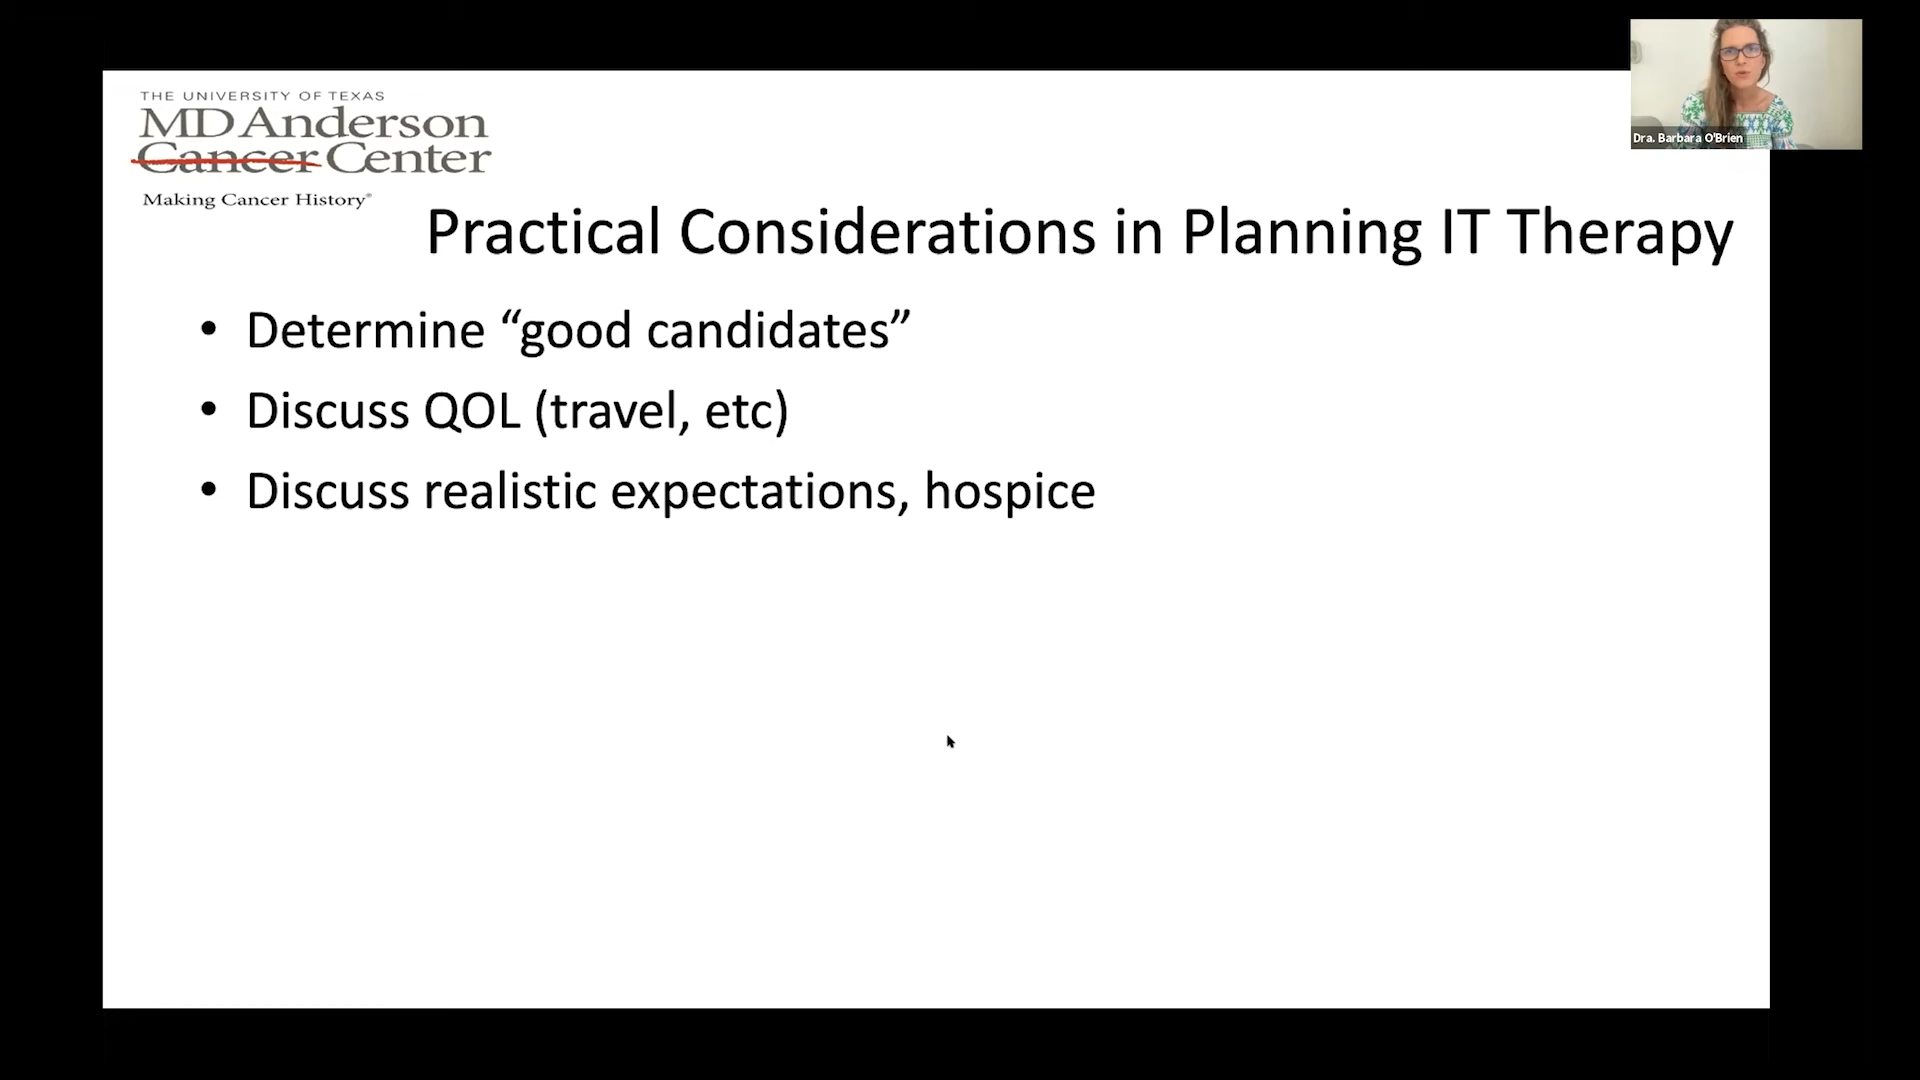 THE UNIVERSITY OF TEXAS
MD Anderson
Cancer Center
Making Cancer History®
Dra. Barbara O'Brien
Practical Considerations in Planning IT Therapy
• Determine “good candidates”
• Discuss QOL (travel, etc)
• Discuss realistic expectations, hospice